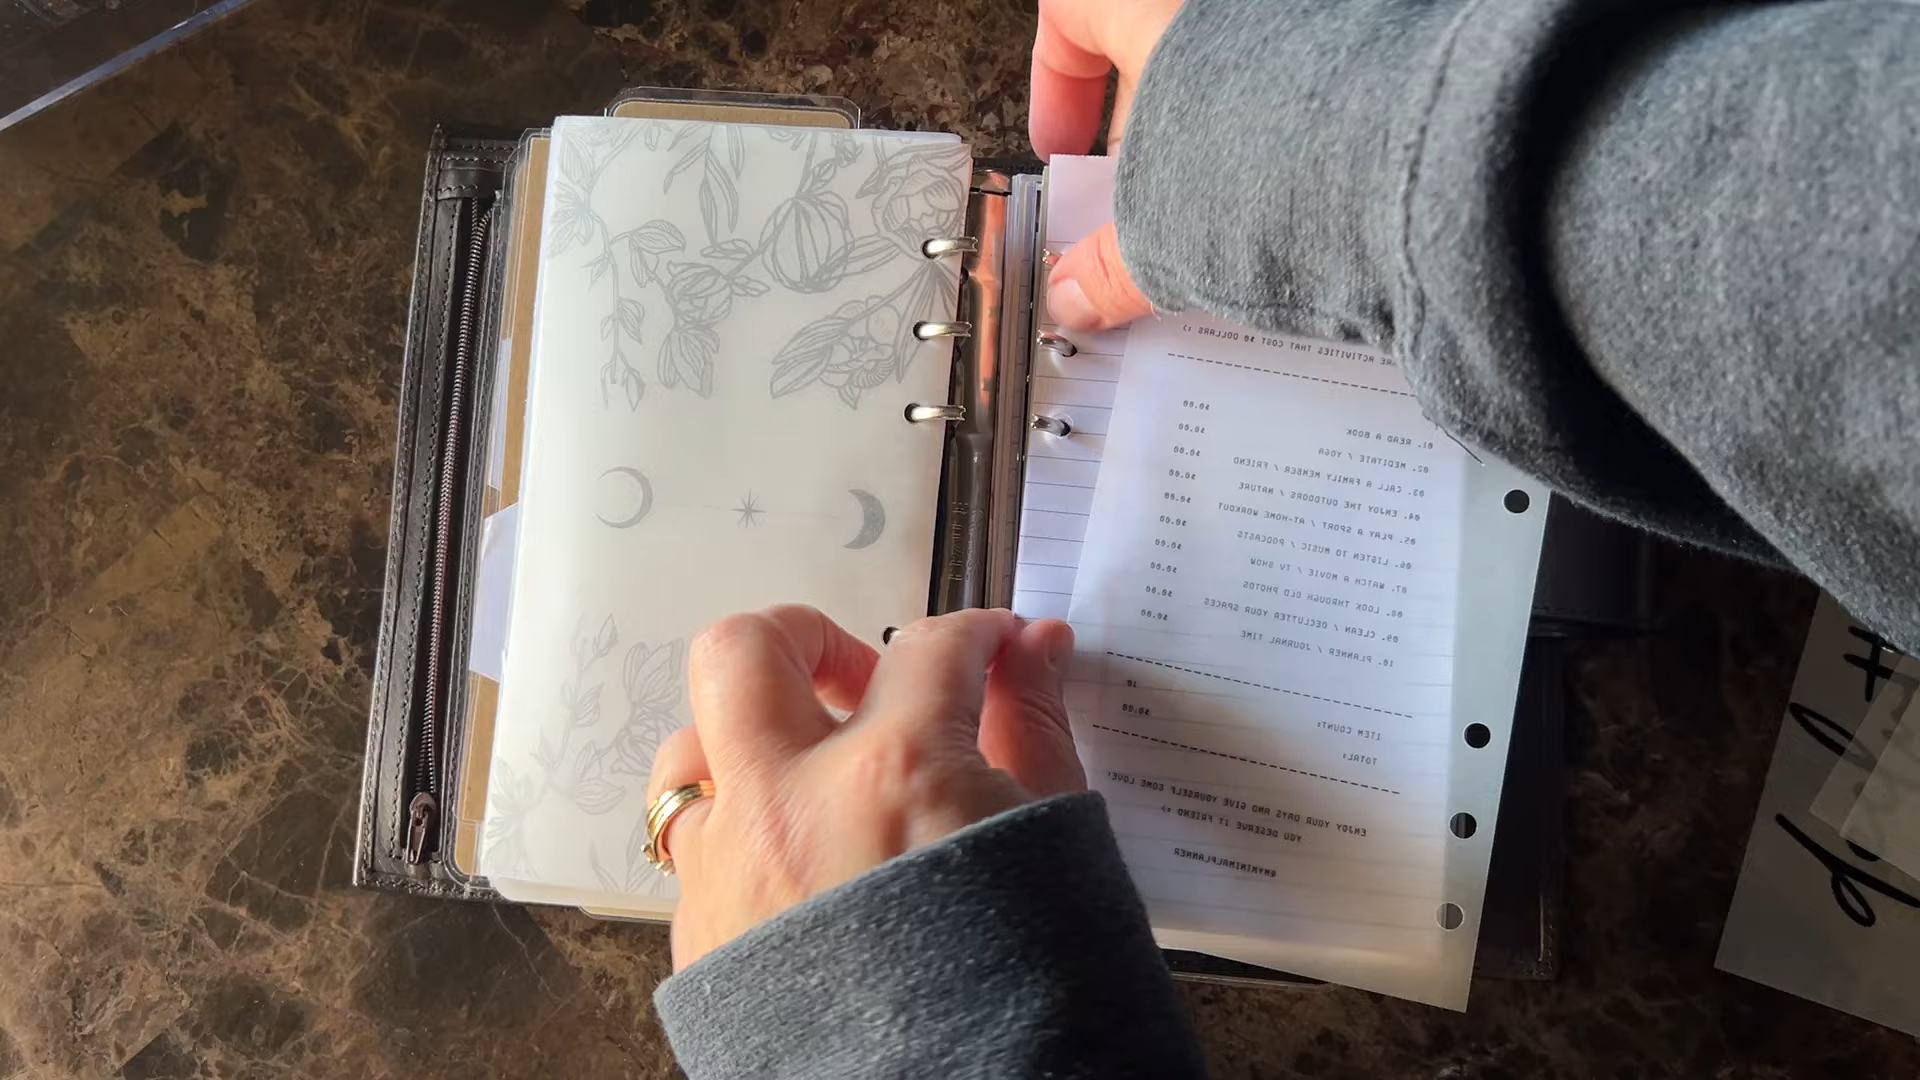 RE ACTIVITIES THAT COST $0 DOLLARS :)
01. READ A BOOK $0.00
02. MEDITATE / YOGA $0.00
03. CALL A FAMILY MEMBER / FRIEND $0.00
04. ENJOY THE OUTDOORS / NATURE $0.00
05. PLAY A SPORT / AT-HOME WORKOUT $0.00
06. LISTEN TO MUSIC / PODCASTS $0.00
07. WATCH A MOVIE / TV SHOW $0.00
08. LOOK THROUGH OLD PHOTOS $0.00
09. CLEAN / DECLUTTER YOUR SPACES $0.00
10. PLANNER / JOURNAL TIME $0.00
ITEM COUNT: 10
TOTAL: $0.00
ENJOY YOUR DAYS AND GIVE YOURSELF SOME LOVE,
YOU DESERVE IT FRIEND :)
@MYMINIMALPLANNER